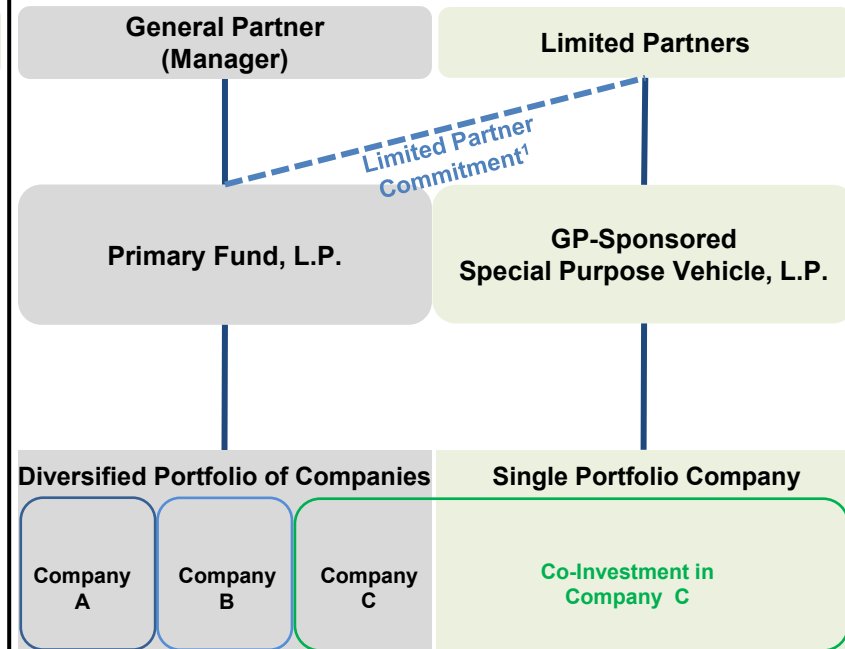 General Partner
(Manager)
Limited Partners
Limited Partner
Commitment¹
Primary Fund, L.P.
GP-Sponsored
Special Purpose Vehicle, L.P.
Diversified Portfolio of Companies
Single Portfolio Company
Company
A
Company
B
Company
C
Co-Investment in
Company C